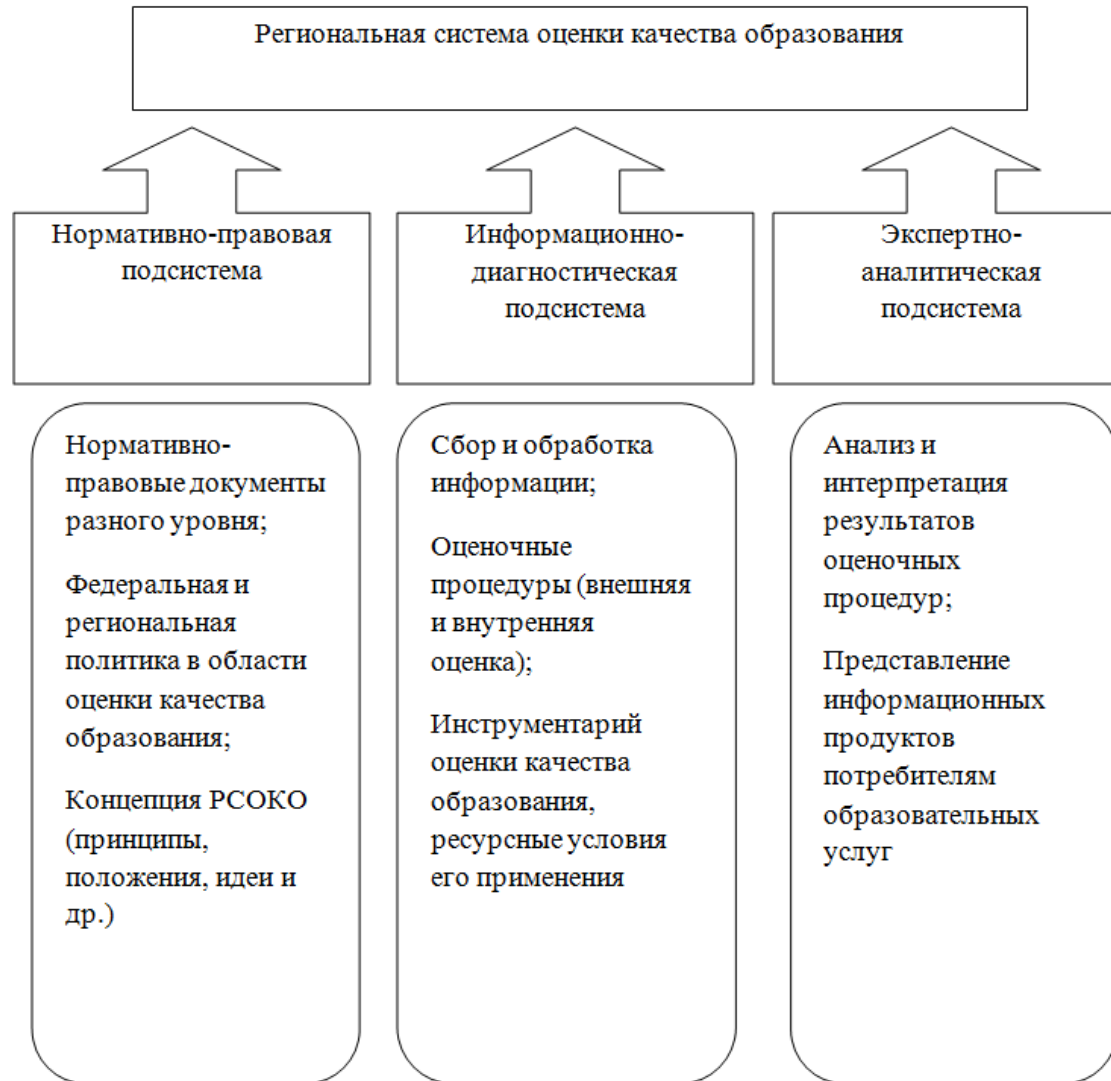 Региональная система оценки качества образования
Нормативно-правовая
подсистема
Информационно-
диагностическая
подсистема
Экспертно-
аналитическая
подсистема
Нормативно-
правовые документы
разного уровня;
Федеральная и
региональная
политика в области
оценки качества
образования;
Концепция РСОКО
(принципы,
положения, идеи и
др.)
Сбор и обработка
информации;
Оценочные
процедуры (внешняя
и внутренняя
оценка);
Инструментарий
оценки качества
образования,
ресурсные условия
его применения
Анализ и
интерпретация
результатов
оценочных
процедур;
Представление
информационных
продуктов
потребителям
образовательных
услуг